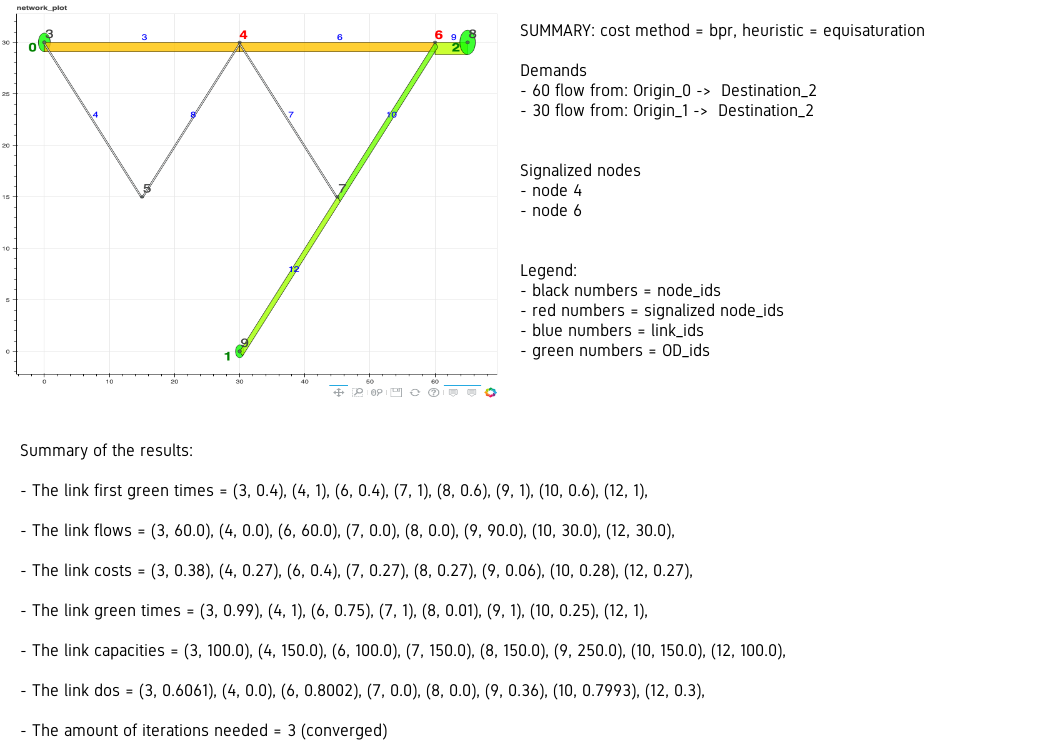 network_plot
SUMMARY: cost method = bpr, heuristic = equisaturation
Demands
- 60 flow from: Origin_0 -> Destination_2
- 30 flow from: Origin_1 -> Destination_2
Signalized nodes
- node 4
- node 6
Legend:
- black numbers = node_ids
- red numbers = signalized node_ids
- blue numbers = link_ids
- green numbers = OD_ids
30
25
20
15
10
5
0
0 10 20 30 40 50 60
3 4 6 8
0 2
3 6 9
4 8 7 10
5 7
12
9
1
Summary of the results:
- The link first green times = (3, 0.4), (4, 1), (6, 0.4), (7, 1), (8, 0.6), (9, 1), (10, 0.6), (12, 1),
- The link flows = (3, 60.0), (4, 0.0), (6, 60.0), (7, 0.0), (8, 0.0), (9, 90.0), (10, 30.0), (12, 30.0),
- The link costs = (3, 0.38), (4, 0.27), (6, 0.4), (7, 0.27), (8, 0.27), (9, 0.06), (10, 0.28), (12, 0.27),
- The link green times = (3, 0.99), (4, 1), (6, 0.75), (7, 1), (8, 0.01), (9, 1), (10, 0.25), (12, 1),
- The link capacities = (3, 100.0), (4, 150.0), (6, 100.0), (7, 150.0), (8, 150.0), (9, 250.0), (10, 150.0), (12, 100.0),
- The link dos = (3, 0.6061), (4, 0.0), (6, 0.8002), (7, 0.0), (8, 0.0), (9, 0.36), (10, 0.7993), (12, 0.3),
- The amount of iterations needed = 3 (converged)